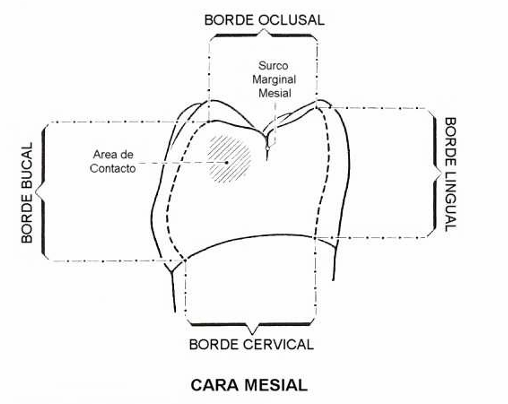 BORDE OCLUSAL
Surco
Marginal
Mesial
Area de
Contacto
BORDE BUCAL
BORDE LINGUAL
BORDE CERVICAL
CARA MESIAL